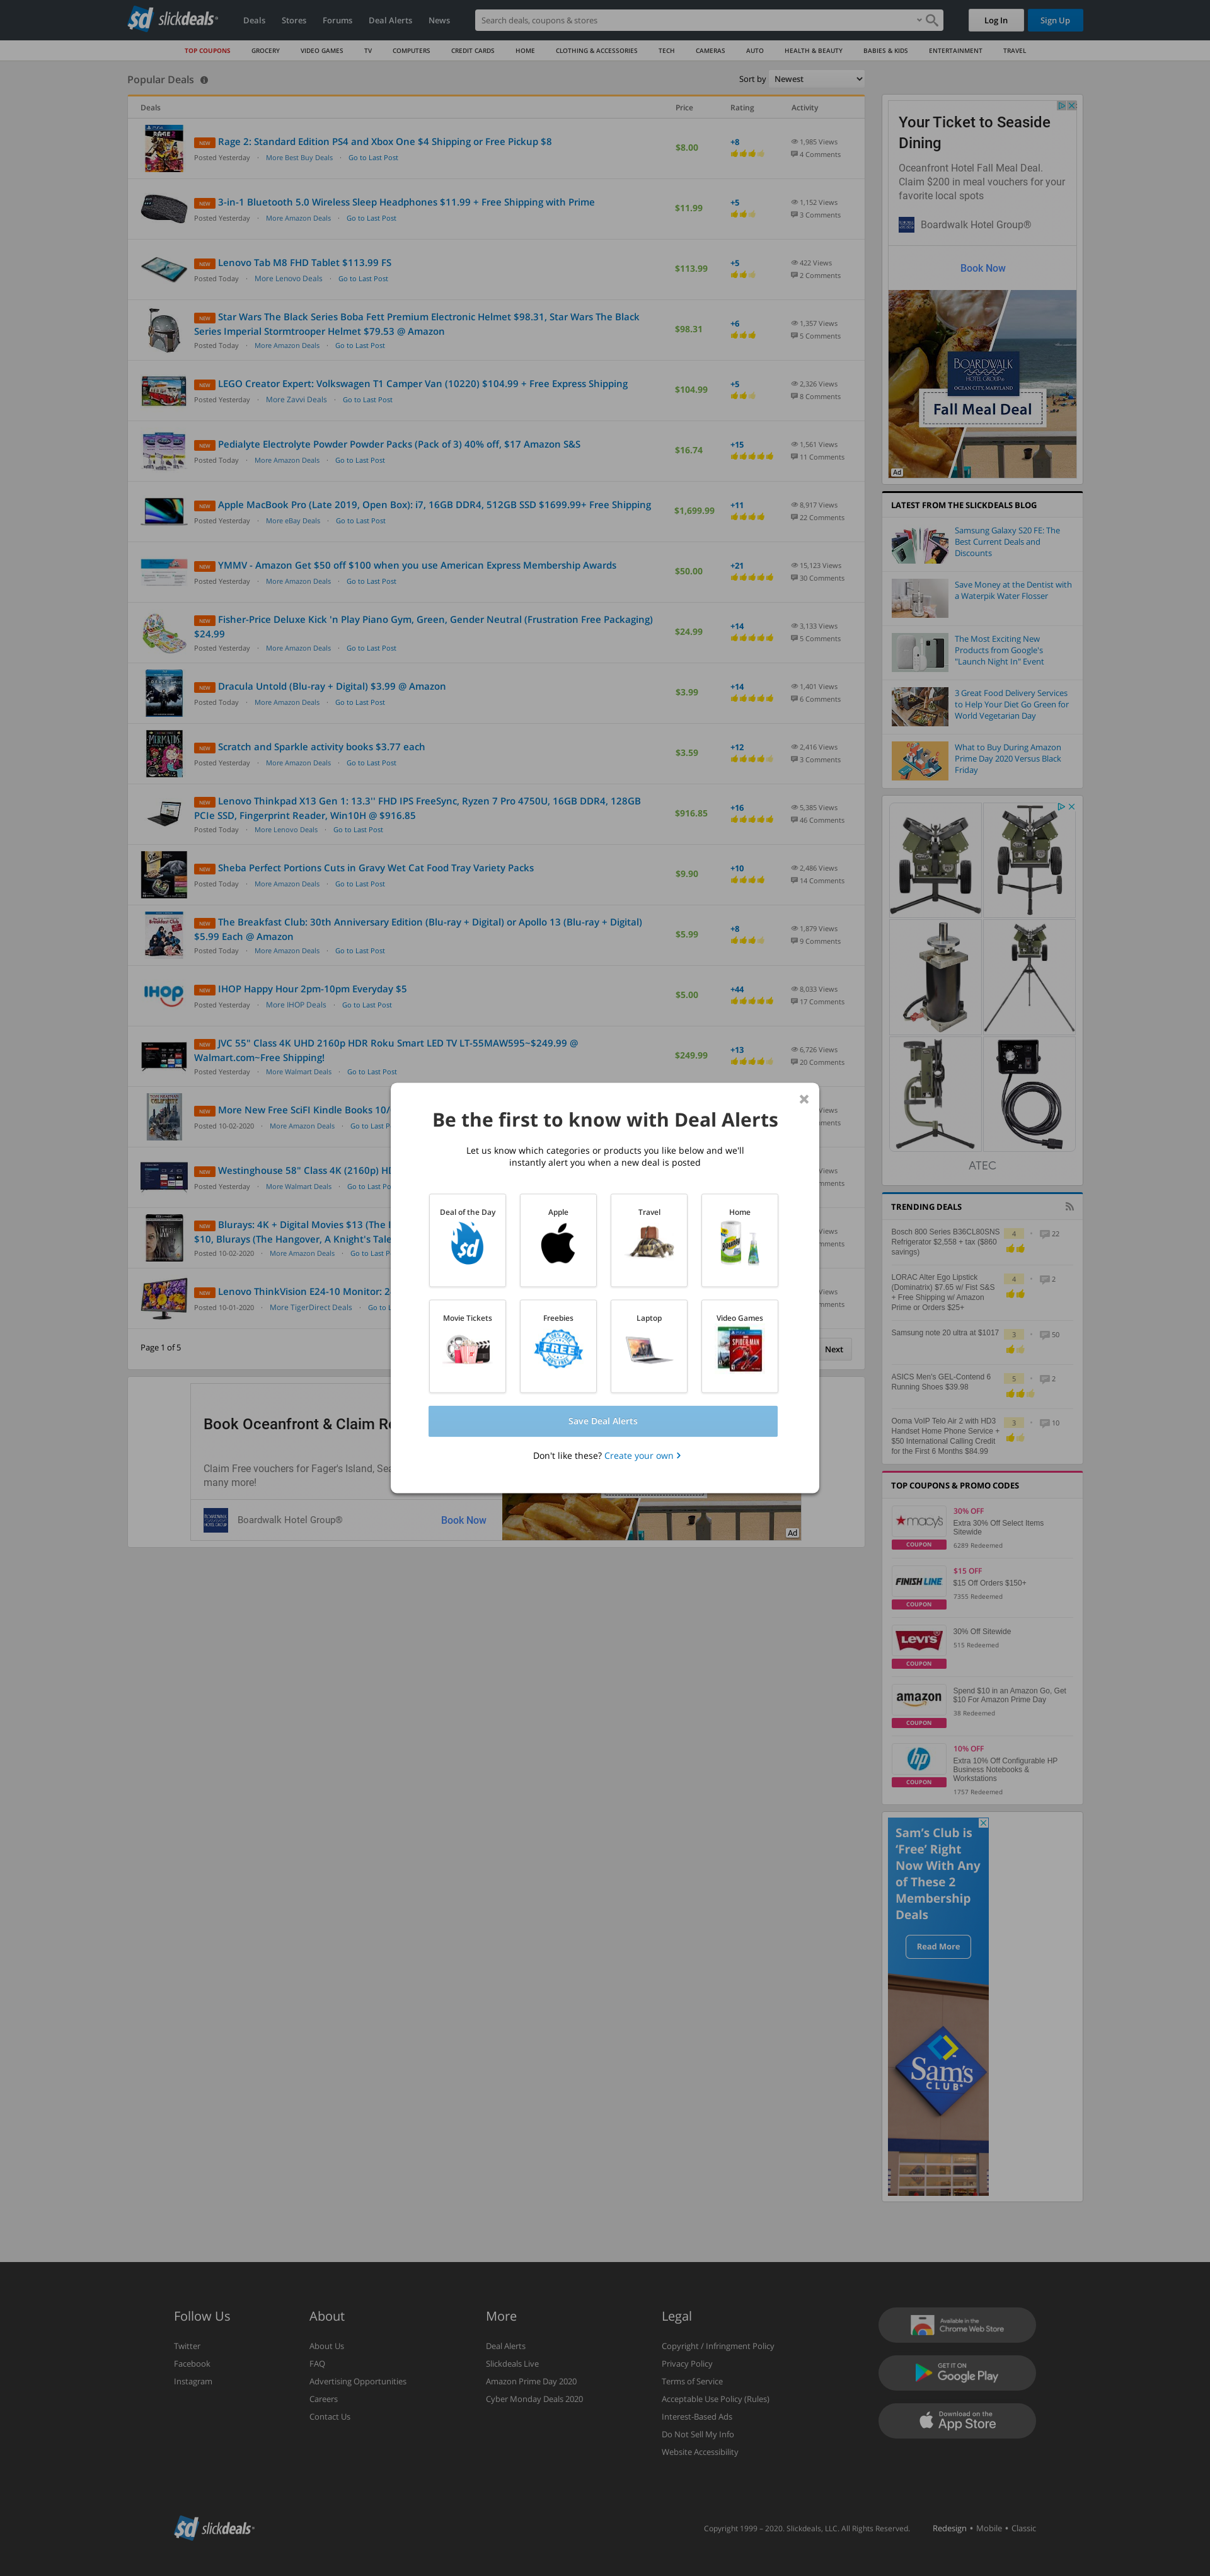 slickdeals
Deals
Stores
Forums
Deal Alerts
News
Search deals, coupons & stores
Log In
Sign Up
TOP COUPONS
GROCERY
VIDEO GAMES
TV
COMPUTERS
CREDIT CARDS
HOME
CLOTHING & ACCESSORIES
TECH
CAMERAS
AUTO
HEALTH & BEAUTY
BABIES & KIDS
ENTERTAINMENT
TRAVEL
Popular Deals
Sort by Newest
Deals Price Rating Activity
NEW Rage 2: Standard Edition PS4 and Xbox One $4 Shipping or Free Pickup $8
Posted Yesterday · More Best Buy Deals · Go to Last Post
$8.00
+8
1,985 Views
4 Comments
NEW 3-in-1 Bluetooth 5.0 Wireless Sleep Headphones $11.99 + Free Shipping with Prime
Posted Yesterday · More Amazon Deals · Go to Last Post
$11.99
+5
1,152 Views
3 Comments
NEW Lenovo Tab M8 FHD Tablet $113.99 FS
Posted Today · More Lenovo Deals · Go to Last Post
$113.99
+5
422 Views
2 Comments
NEW Star Wars The Black Series Boba Fett Premium Electronic Helmet $98.31, Star Wars The Black
Series Imperial Stormtrooper Helmet $79.53 @ Amazon
Posted Today · More Amazon Deals · Go to Last Post
$98.31
+6
1,357 Views
5 Comments
NEW LEGO Creator Expert: Volkswagen T1 Camper Van (10220) $104.99 + Free Express Shipping
Posted Yesterday · More Zavvi Deals · Go to Last Post
$104.99
+5
2,326 Views
8 Comments
NEW Pedialyte Electrolyte Powder Powder Packs (Pack of 3) 40% off, $17 Amazon S&S
Posted Today · More Amazon Deals · Go to Last Post
$16.74
+15
1,561 Views
11 Comments
NEW Apple MacBook Pro (Late 2019, Open Box): i7, 16GB DDR4, 512GB SSD $1699.99+ Free Shipping
Posted Yesterday · More eBay Deals · Go to Last Post
$1,699.99
+11
8,917 Views
22 Comments
NEW YMMV - Amazon Get $50 off $100 when you use American Express Membership Awards
Posted Yesterday · More Amazon Deals · Go to Last Post
$50.00
+21
15,123 Views
30 Comments
NEW Fisher-Price Deluxe Kick 'n Play Piano Gym, Green, Gender Neutral (Frustration Free Packaging)
$24.99
Posted Yesterday · More Amazon Deals · Go to Last Post
$24.99
+14
3,133 Views
5 Comments
NEW Dracula Untold (Blu-ray + Digital) $3.99 @ Amazon
Posted Today · More Amazon Deals · Go to Last Post
$3.99
+14
1,401 Views
6 Comments
MERMAIDS
NEW Scratch and Sparkle activity books $3.77 each
Posted Yesterday · More Amazon Deals · Go to Last Post
$3.59
+12
2,416 Views
3 Comments
NEW Lenovo Thinkpad X13 Gen 1: 13.3'' FHD IPS FreeSync, Ryzen 7 Pro 4750U, 16GB DDR4, 128GB
PCIe SSD, Fingerprint Reader, Win10H @ $916.85
Posted Today · More Lenovo Deals · Go to Last Post
$916.85
+16
5,385 Views
46 Comments
NEW Sheba Perfect Portions Cuts in Gravy Wet Cat Food Tray Variety Packs
Posted Today · More Amazon Deals · Go to Last Post
$9.90
+10
2,486 Views
14 Comments
NEW The Breakfast Club: 30th Anniversary Edition (Blu-ray + Digital) or Apollo 13 (Blu-ray + Digital)
$5.99 Each @ Amazon
Posted Today · More Amazon Deals · Go to Last Post
$5.99
+8
1,879 Views
9 Comments
IHOP
NEW IHOP Happy Hour 2pm-10pm Everyday $5
Posted Yesterday · More IHOP Deals · Go to Last Post
$5.00
+44
8,033 Views
17 Comments
NEW JVC 55" Class 4K UHD 2160p HDR Roku Smart LED TV LT-55MAW595~$249.99 @
Walmart.com~Free Shipping!
Posted Yesterday · More Walmart Deals · Go to Last Post
$249.99
+13
6,726 Views
20 Comments
NEW More New Free SciFI Kindle Books 10/
Posted 10-02-2020 · More Amazon Deals · Go to Last P
Views
ments
NEW Westinghouse 58" Class 4K (2160p) HD
Posted Yesterday · More Walmart Deals · Go to Last Po
Views
ments
NEW Blurays: 4K + Digital Movies $13 (The
$10, Blurays (The Hangover, A Knight's Tale
Posted 10-02-2020 · More Amazon Deals · Go to Last P
Views
mments
NEW Lenovo ThinkVision E24-10 Monitor: 2
Posted 10-01-2020 · More TigerDirect Deals · Go to L
Views
mments
Page 1 of 5
Next
Be the first to know with Deal Alerts
Let us know which categories or products you like below and we'll
instantly alert you when a new deal is posted
Deal of the Day
sd
Apple
Travel
Home
Bounty
Movie Tickets
Freebies
FREE
Laptop
Video Games
SPIDER-MAN
Save Deal Alerts
Don't like these? Create your own
Book Oceanfront & Claim Re
Claim Free vouchers for Fager's Island, Sea
many more!
Boardwalk Hotel Group®
Book Now
Ad
Your Ticket to Seaside
Dining
Oceanfront Hotel Fall Meal Deal.
Claim $200 in meal vouchers for your
favorite local spots
Boardwalk Hotel Group®
Book Now
BOARDWALK
HOTEL GROUP
OCEAN CITY, MARYLAND
Fall Meal Deal
Ad
LATEST FROM THE SLICKDEALS BLOG
Samsung Galaxy S20 FE: The
Best Current Deals and
Discounts
Save Money at the Dentist with
a Waterpik Water Flosser
The Most Exciting New
Products from Google's
"Launch Night In" Event
3 Great Food Delivery Services
to Help Your Diet Go Green for
World Vegetarian Day
What to Buy During Amazon
Prime Day 2020 Versus Black
Friday
ATEC
TRENDING DEALS
Bosch 800 Series B36CL80SNS
Refrigerator $2,558 + tax ($860
savings)
4 · 22
LORAC Alter Ego Lipstick
(Dominatrix) $7.65 w/ Fist S&S
+ Free Shipping w/ Amazon
Prime or Orders $25+
4 · 2
Samsung note 20 ultra at $1017
3 · 50
ASICS Men's GEL-Contend 6
Running Shoes $39.98
5 · 2
Ooma VoIP Telo Air 2 with HD3
Handset Home Phone Service +
$50 International Calling Credit
for the First 6 Months $84.99
3 · 10
TOP COUPONS & PROMO CODES
macy's
COUPON
30% OFF
Extra 30% Off Select Items
Sitewide
6289 Redeemed
FINISH LINE
COUPON
$15 OFF
$15 Off Orders $150+
7355 Redeemed
LEVI'S
COUPON
30% Off Sitewide
515 Redeemed
amazon
COUPON
Spend $10 in an Amazon Go, Get
$10 For Amazon Prime Day
38 Redeemed
hp
COUPON
10% OFF
Extra 10% Off Configurable HP
Business Notebooks &
Workstations
1757 Redeemed
Sam's Club is
'Free' Right
Now With Any
of These 2
Membership
Deals
Read More
Sam's
CLUB
Follow Us
Twitter
Facebook
Instagram
About
About Us
FAQ
Advertising Opportunities
Careers
Contact Us
More
Deal Alerts
Slickdeals Live
Amazon Prime Day 2020
Cyber Monday Deals 2020
Legal
Copyright / Infringment Policy
Privacy Policy
Terms of Service
Acceptable Use Policy (Rules)
Interest-Based Ads
Do Not Sell My Info
Website Accessibility
Available in the
Chrome Web Store
GET IT ON
Google Play
Download on the
App Store
sd slickdeals
Copyright 1999 – 2020. Slickdeals, LLC. All Rights Reserved.
Redesign • Mobile • Classic